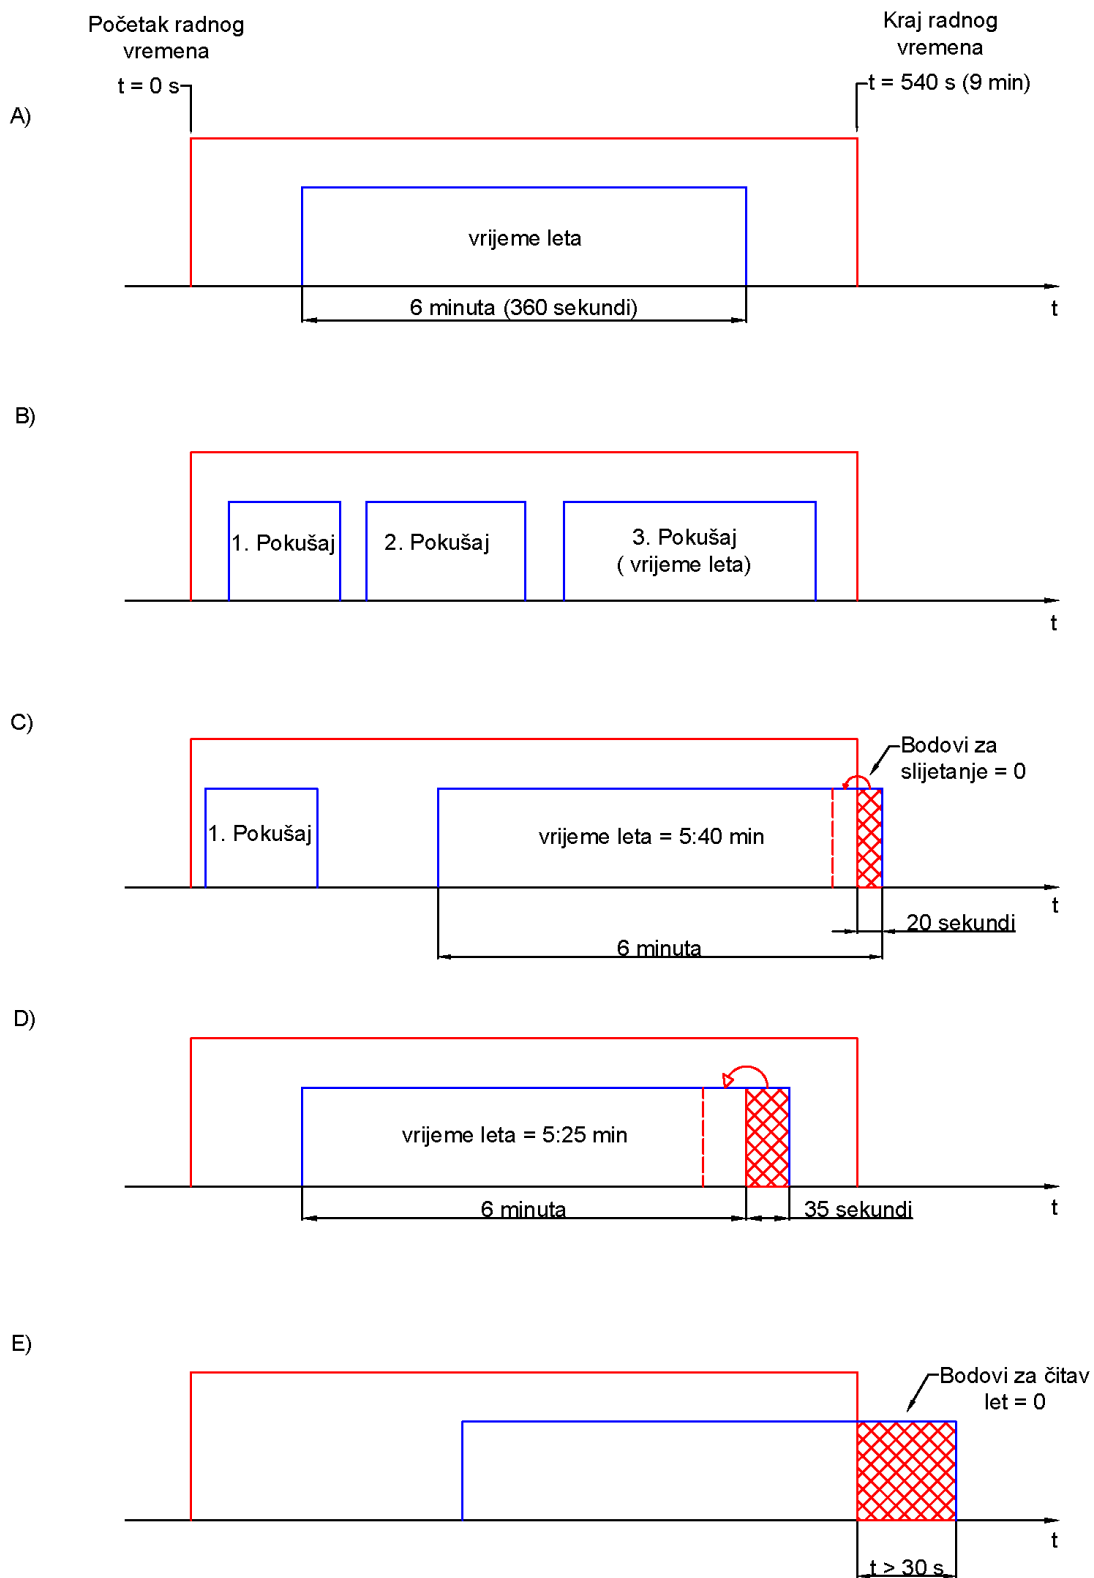 Početak radnog
vremena
t = 0 s
Kraj radnog
vremena
t = 540 s (9 min)
A)
vrijeme leta
6 minuta (360 sekundi)
t
B)
1. Pokušaj
2. Pokušaj
3. Pokušaj
( vrijeme leta)
t
C)
Bodovi za
slijetanje = 0
1. Pokušaj
vrijeme leta = 5:40 min
t
20 sekundi
6 minuta
D)
vrijeme leta = 5:25 min
6 minuta
35 sekundi
t
E)
Bodovi za čitav
let = 0
t
t > 30 s